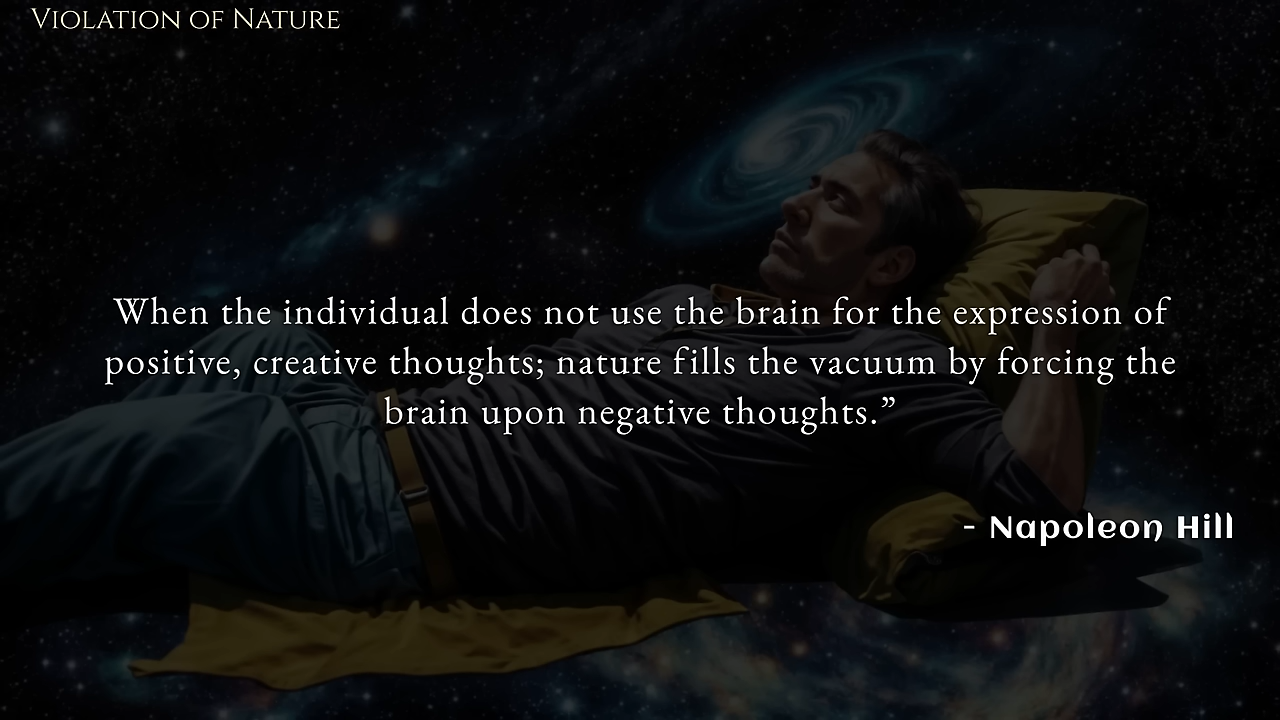 Violation of Nature
When the individual does not use the brain for the expression of
positive, creative thoughts; nature fills the vacuum by forcing the
brain upon negative thoughts.”
- Napoleon Hill